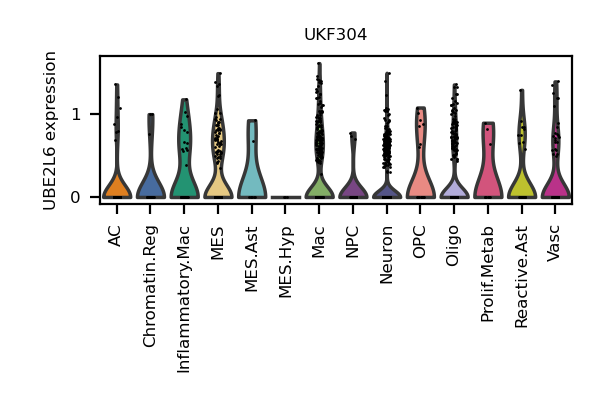 UKF304
UBE2L6 expression
1
0
AC
Chromatin.Reg
Inflammatory.Mac
MES
MES.Ast
MES.Hyp
Mac
NPC
Neuron
OPC
Oligo
Prolif.Metab
Reactive.Ast
Vasc